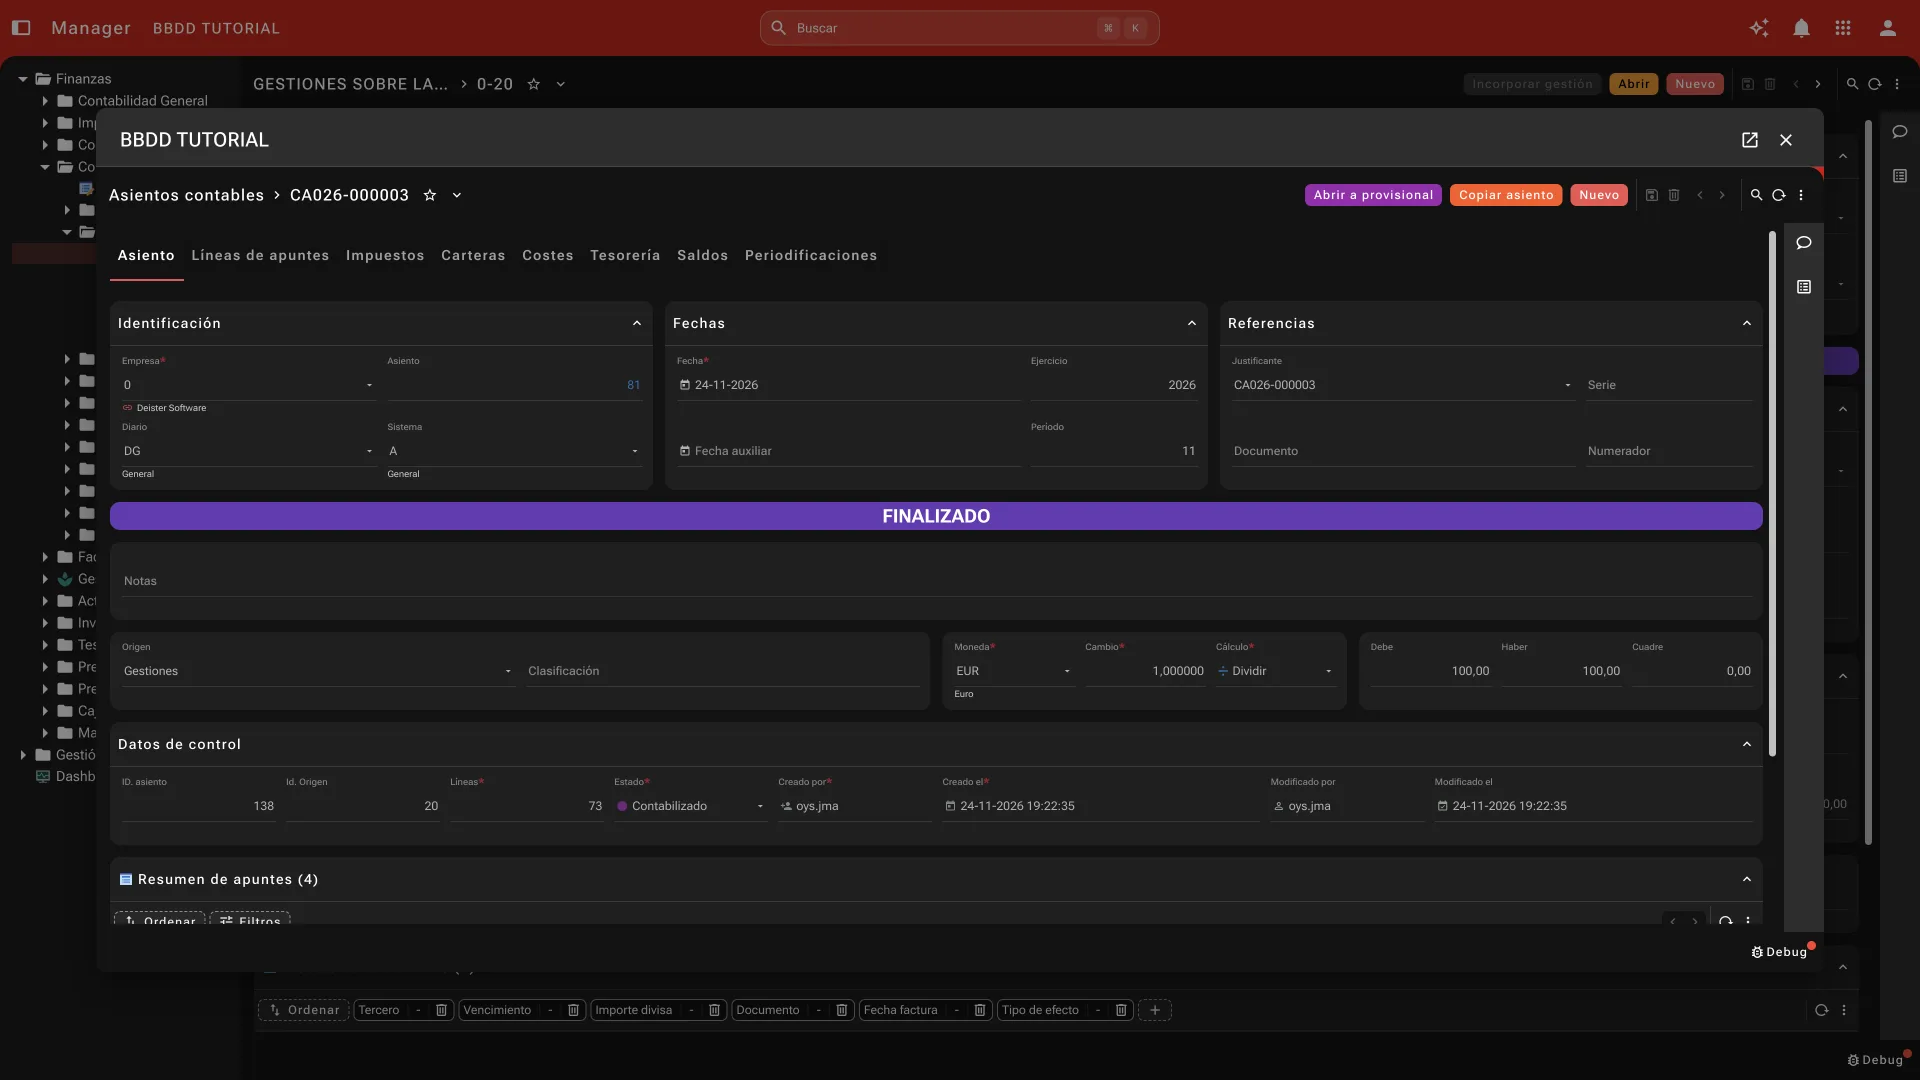 Manager BBDD TUTORIAL Buscar ⌘ K
Finanzas
Contabilidad General
GESTIONES SOBRE LA... > 0-20 Incorporar gestión Abrir Nuevo
BBDD TUTORIAL
Asientos contables > CA026-000003 Abrir a provisional Copiar asiento Nuevo
Asiento Líneas de apuntes Impuestos Carteras Costes Tesorería Saldos Periodificaciones
Identificación
Empresa* Asiento
0 81
Deister Software
Diario Sistema
DG A
General General
Fechas
Fecha* Ejercicio
24-11-2026 2026
Periodo
Fecha auxiliar 11
Referencias
Justificante
CA026-000003 Serie
Documento Numerador
FINALIZADO
Notas
Origen
Gestiones Clasificación
Moneda* Cambio* Cálculo*
EUR 1,000000 Dividir
Euro
Debe Haber Cuadre
100,00 100,00 0,00
Datos de control
ID. asiento Id. Origen Líneas* Estado* Creado por* Creado el* Modificado por Modificado el
138 20 73 Contabilizado oys.jma 24-11-2026 19:22:35 oys.jma 24-11-2026 19:22:35
Resumen de apuntes (4)
Ordenar Filtros
Debug
Gestió
Dashb
Ordenar Tercero - Vencimiento - Importe divisa - Documento - Fecha factura - Tipo de efecto - +
Debug